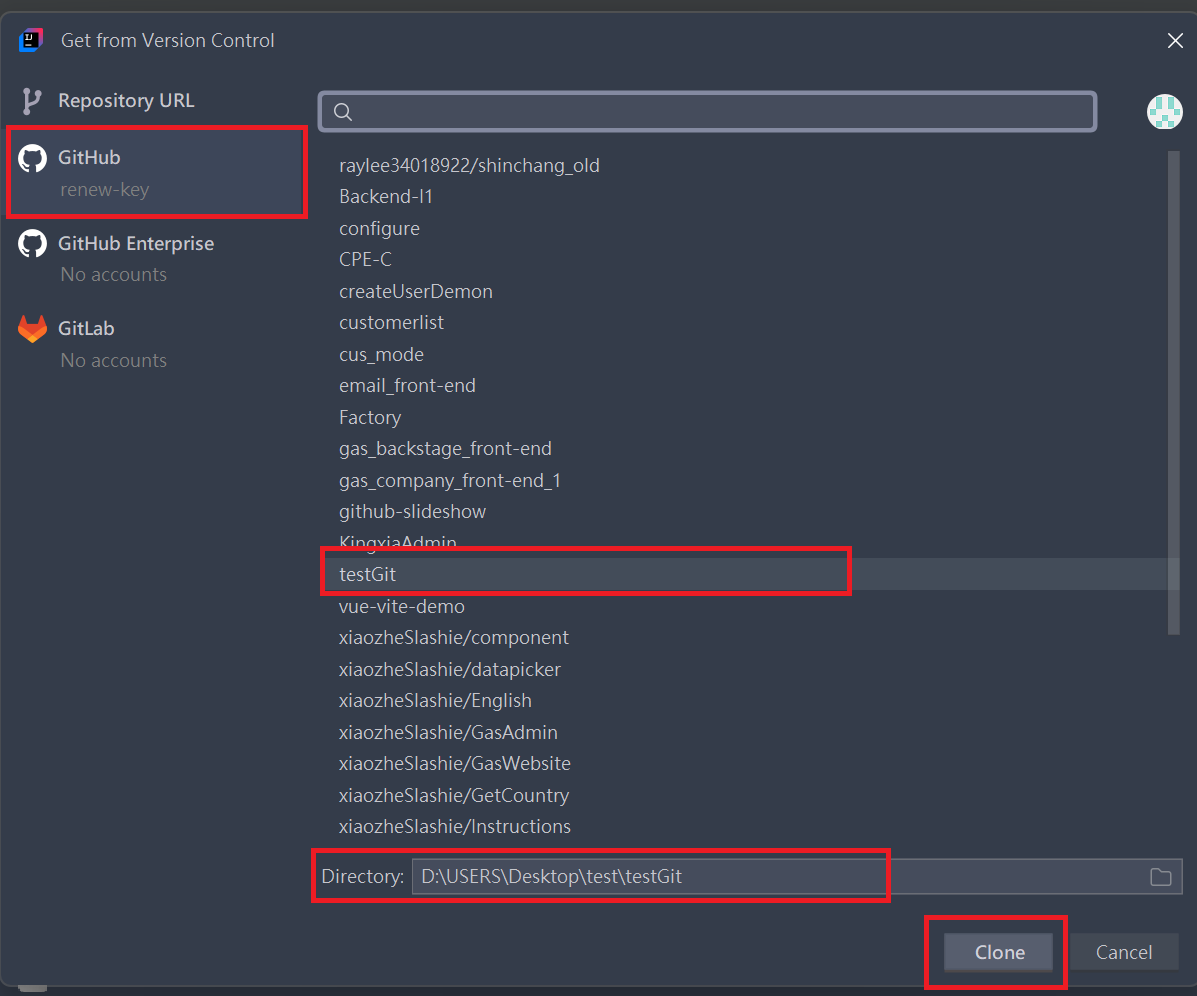 Get from Version Control
Repository URL
GitHub
renew-key
GitHub Enterprise
No accounts
GitLab
No accounts
raylee34018922/shinchang_old
Backend-l1
configure
CPE-C
createUserDemon
customerlist
cus_mode
email_front-end
Factory
gas_backstage_front-end
gas_company_front-end_1
github-slideshow
KingxiaAdmin
testGit
vue-vite-demo
xiaozheSlashie/component
xiaozheSlashie/datapicker
xiaozheSlashie/English
xiaozheSlashie/GasAdmin
xiaozheSlashie/GasWebsite
xiaozheSlashie/GetCountry
xiaozheSlashie/Instructions
Directory: D:\USERS\Desktop\test\testGit
Clone Cancel